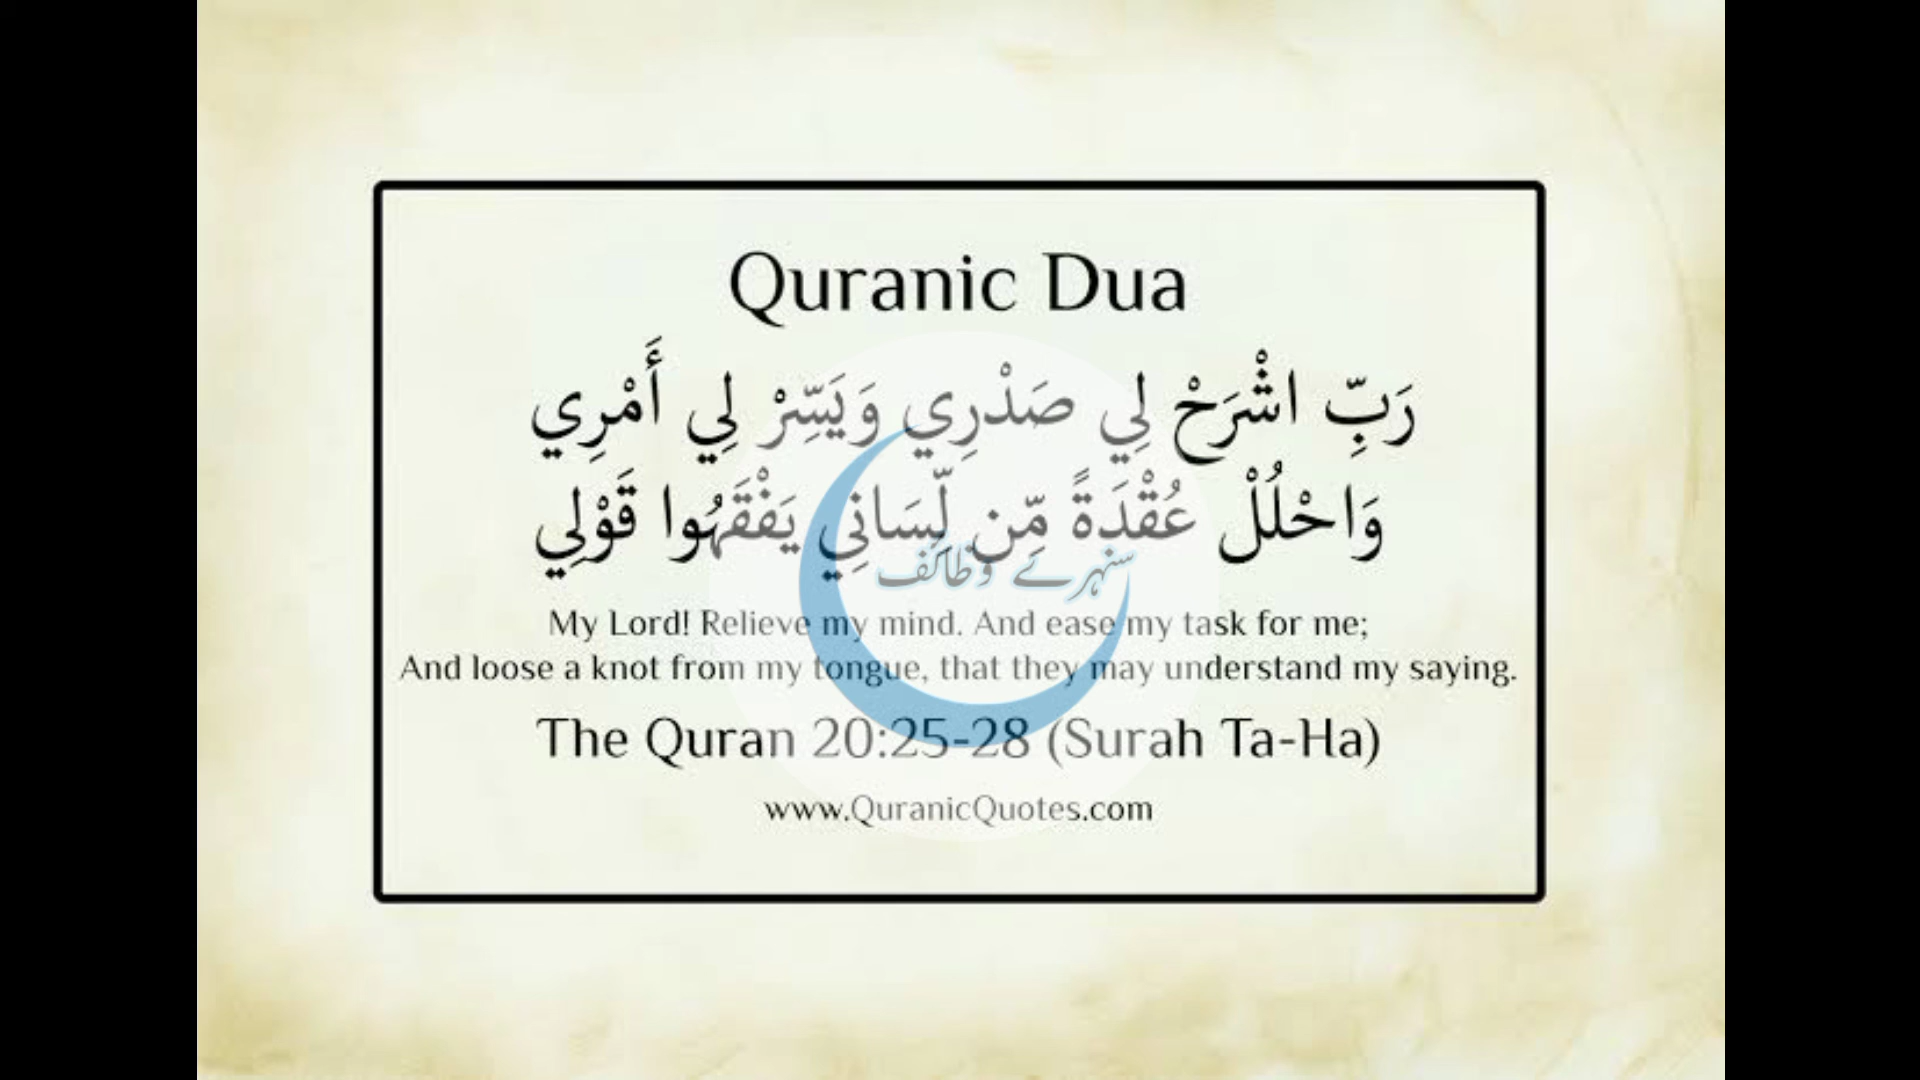 Quranic Dua
رَبِّ اشْرَحْ لِي صَدْرِي وَيَسِّرْ لِي أَمْرِي
وَاحْلُلْ عُقْدَةً مِّن لِّسَانِي يَفْقَهُوا قَوْلِي
سنہرے وظائف
My Lord! Relieve my mind. And ease my task for me;
And loose a knot from my tongue, that they may understand my saying.
The Quran 20:25-28 (Surah Ta-Ha)
www.QuranicQuotes.com